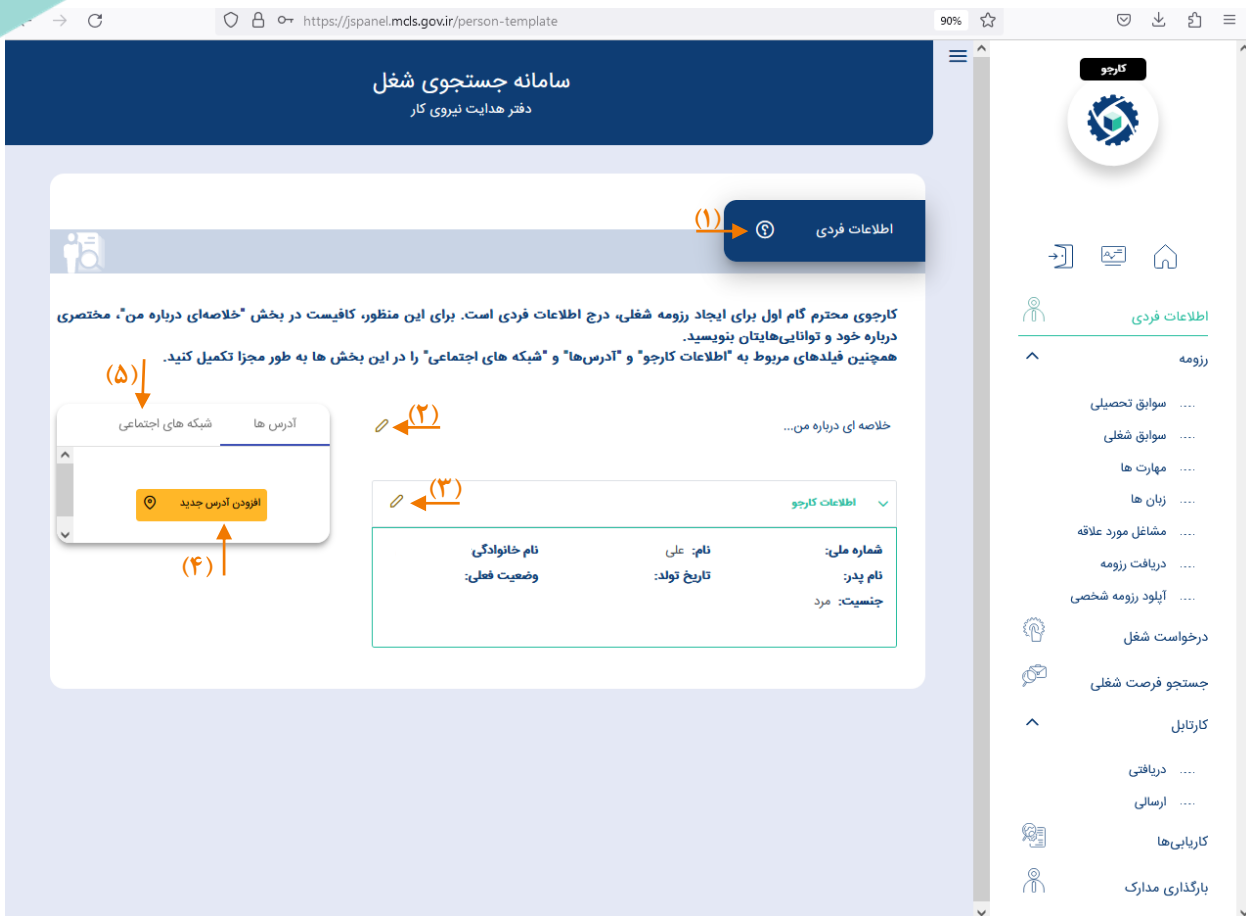 https://jspanel.mcls.gov.ir/person-template
90%
کارجو
سامانه جستجوی شغل
دفتر هدایت نیروی کار
اطلاعات فردی
(۱)
کارجوی محترم گام اول برای ایجاد رزومه شغلی، درج اطلاعات فردی است. برای این منظور، کافیست در بخش "خلاصه‌ای درباره من"، مختصری
درباره خود و توانایی‌هایتان بنویسید.
همچنین فیلدهای مربوط به "اطلاعات کارجو" و "آدرس‌ها" و "شبکه های اجتماعی" را در این بخش ها به طور مجزا تکمیل کنید.
خلاصه ای درباره من...
(۲)
اطلاعات کارجو
(۳)
شماره ملی:
نام: علی
نام خانوادگی
نام پدر:
تاریخ تولد:
وضعیت فعلی:
جنسیت: مرد
(۵)
آدرس ها
شبکه های اجتماعی
افزودن آدرس جدید
(۴)
اطلاعات فردی
رزومه
.... سوابق تحصیلی
.... سوابق شغلی
.... مهارت ها
.... زبان ها
.... مشاغل مورد علاقه
.... دریافت رزومه
.... آپلود رزومه شخصی
درخواست شغل
جستجو فرصت شغلی
کارتابل
.... دریافتی
.... ارسالی
کاریابی‌ها
بارگذاری مدارک